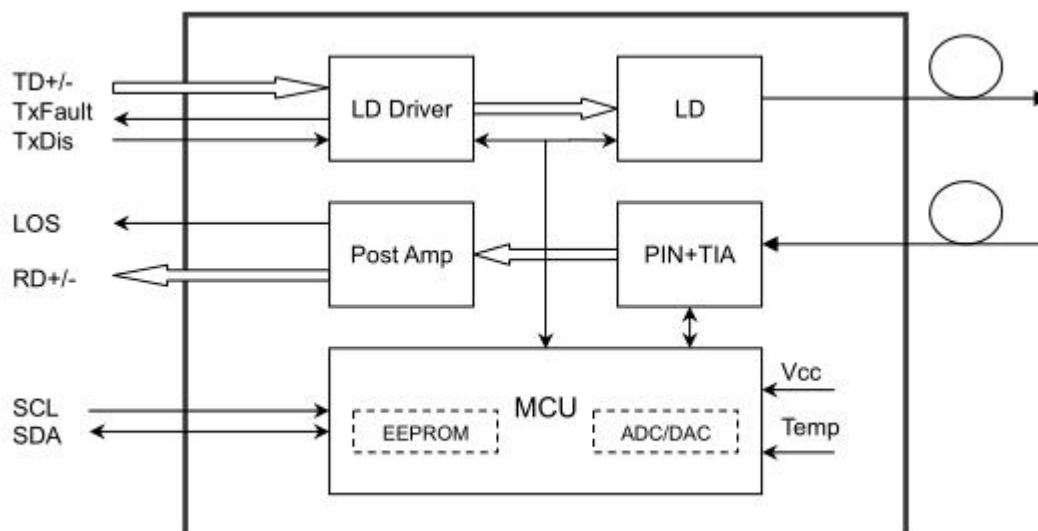 TD+/-
TxFault
TxDis
LD Driver
LD
LOS
RD+/-
Post Amp
PIN+TIA
SCL
SDA
MCU
EEPROM
ADC/DAC
Vcc
Temp